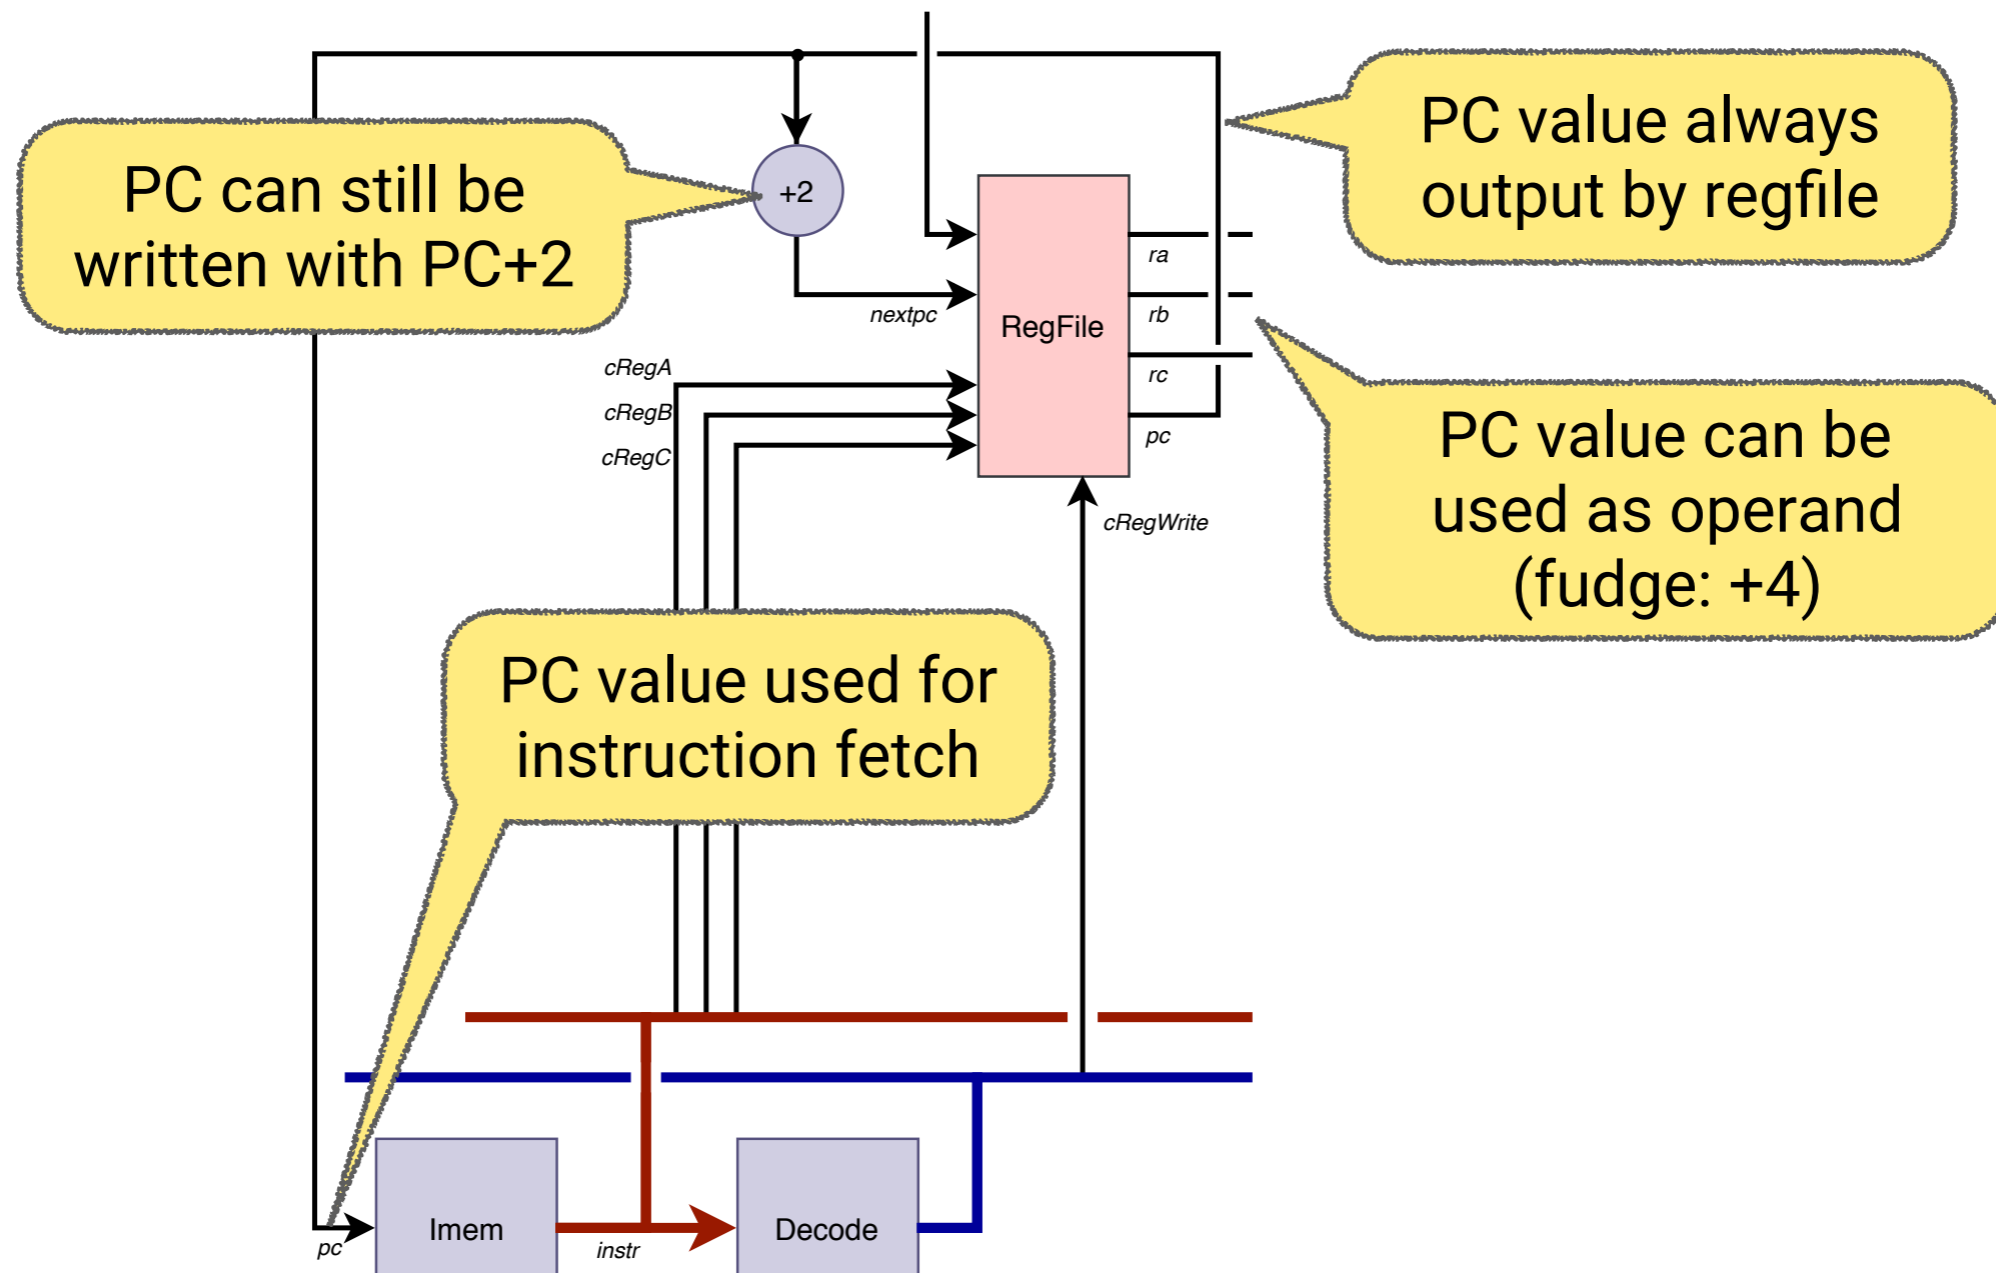 PC can still be
written with PC+2
+2
PC value always
output by regfile
ra
nextpc
rb
RegFile
cRegA
rc
cRegB
pc
cRegC
PC value can be
used as operand
(fudge: +4)
cRegWrite
PC value used for
instruction fetch
Imem
Decode
pc
instr